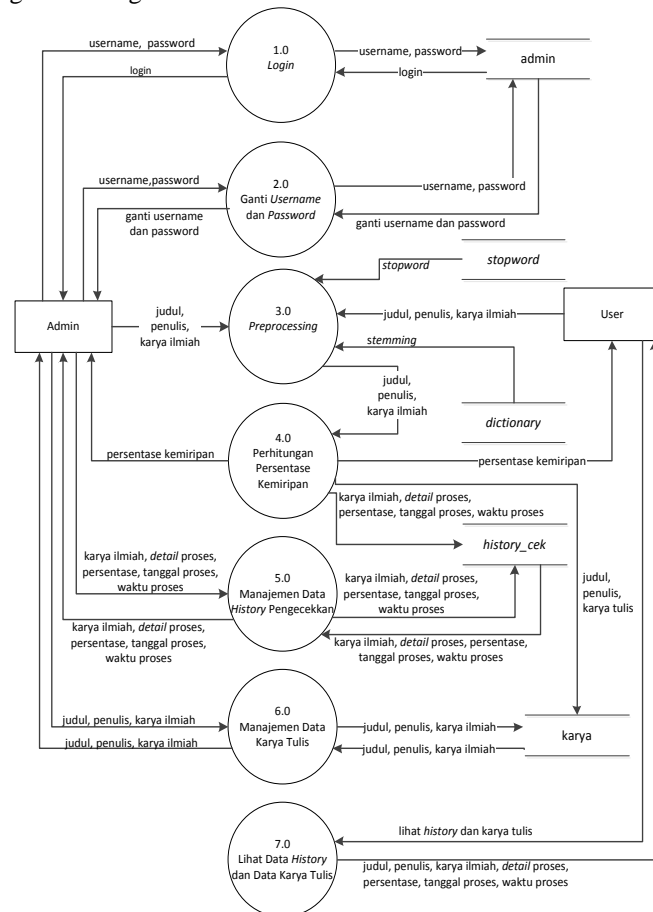 username, password
1.0
Login
username, password
admin
login
login
2.0
Ganti Username
dan Password
username,password
username, password
ganti username
dan password
ganti username dan password
stopword
stopword
Admin
judul,
penulis,
karya ilmiah
3.0
Preprocessing
judul, penulis, karya ilmiah
User
stemming
judul,
penulis,
karya ilmiah
dictionary
4.0
Perhitungan
Persentase
Kemiripan
persentase kemiripan
persentase kemiripan
karya ilmiah, detail proses,
persentase, tanggal proses, waktu proses
history_cek
judul,
penulis,
karya tulis
karya ilmiah, detail proses,
persentase, tanggal proses,
waktu proses
5.0
Manajemen Data
History Pengecekkan
karya ilmiah, detail proses,
persentase, tanggal proses,
waktu proses
karya ilmiah, detail proses,
persentase, tanggal proses,
waktu proses
karya ilmiah, detail proses, persentase,
tanggal proses, waktu proses
6.0
Manajemen Data
Karya Tulis
judul, penulis, karya ilmiah
judul, penulis, karya ilmiah
judul, penulis, karya ilmiah
judul, penulis, karya ilmiah
karya
7.0
Lihat Data History
dan Data Karya Tulis
lihat history dan karya tulis
judul, penulis, karya ilmiah, detail proses,
persentase, tanggal proses, waktu proses